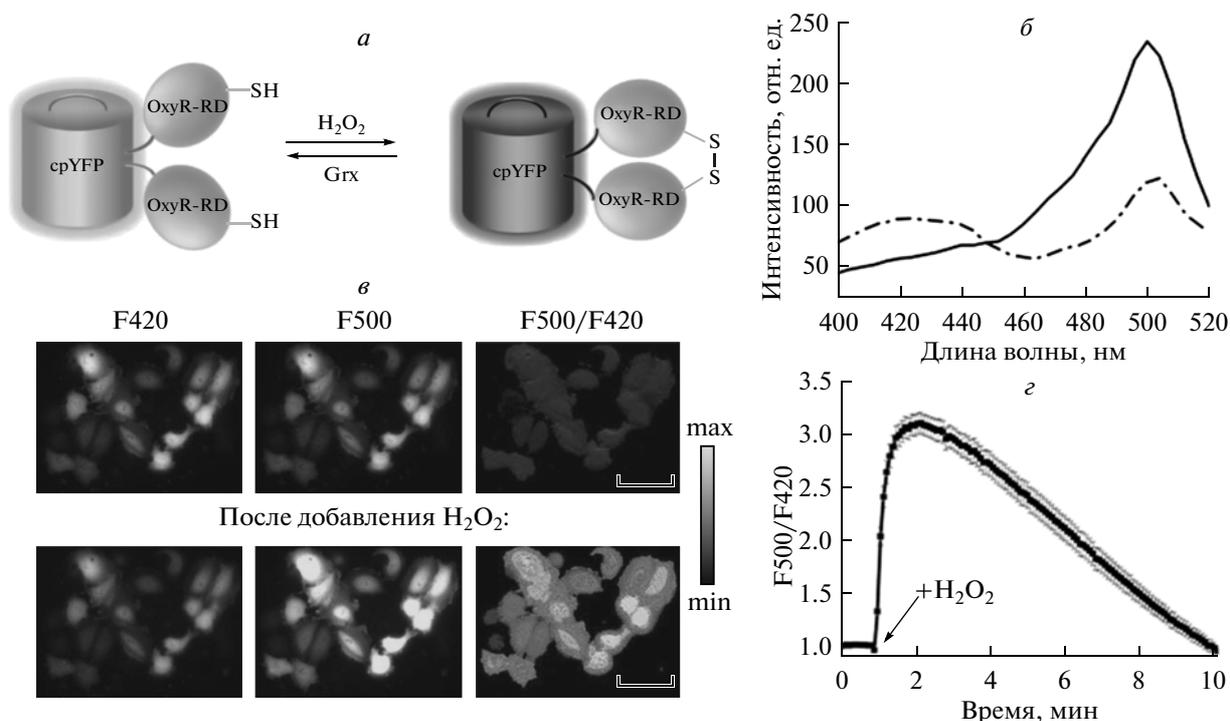 а
OxyR-RD
SH
cpYFP
OxyR-RD
SH
H2O2
Grx
OxyR-RD
S
S
cpYFP
OxyR-RD
б
Интенсивность, отн. ед.
250
200
150
100
50
400 420 440 460 480 500 520
Длина волны, нм
в
F420 F500 F500/F420
После добавления H2O2:
max
min
г
F500/F420
3.5
3.0
2.5
2.0
1.5
1.0
+H2O2
0 2 4 6 8 10
Время, мин